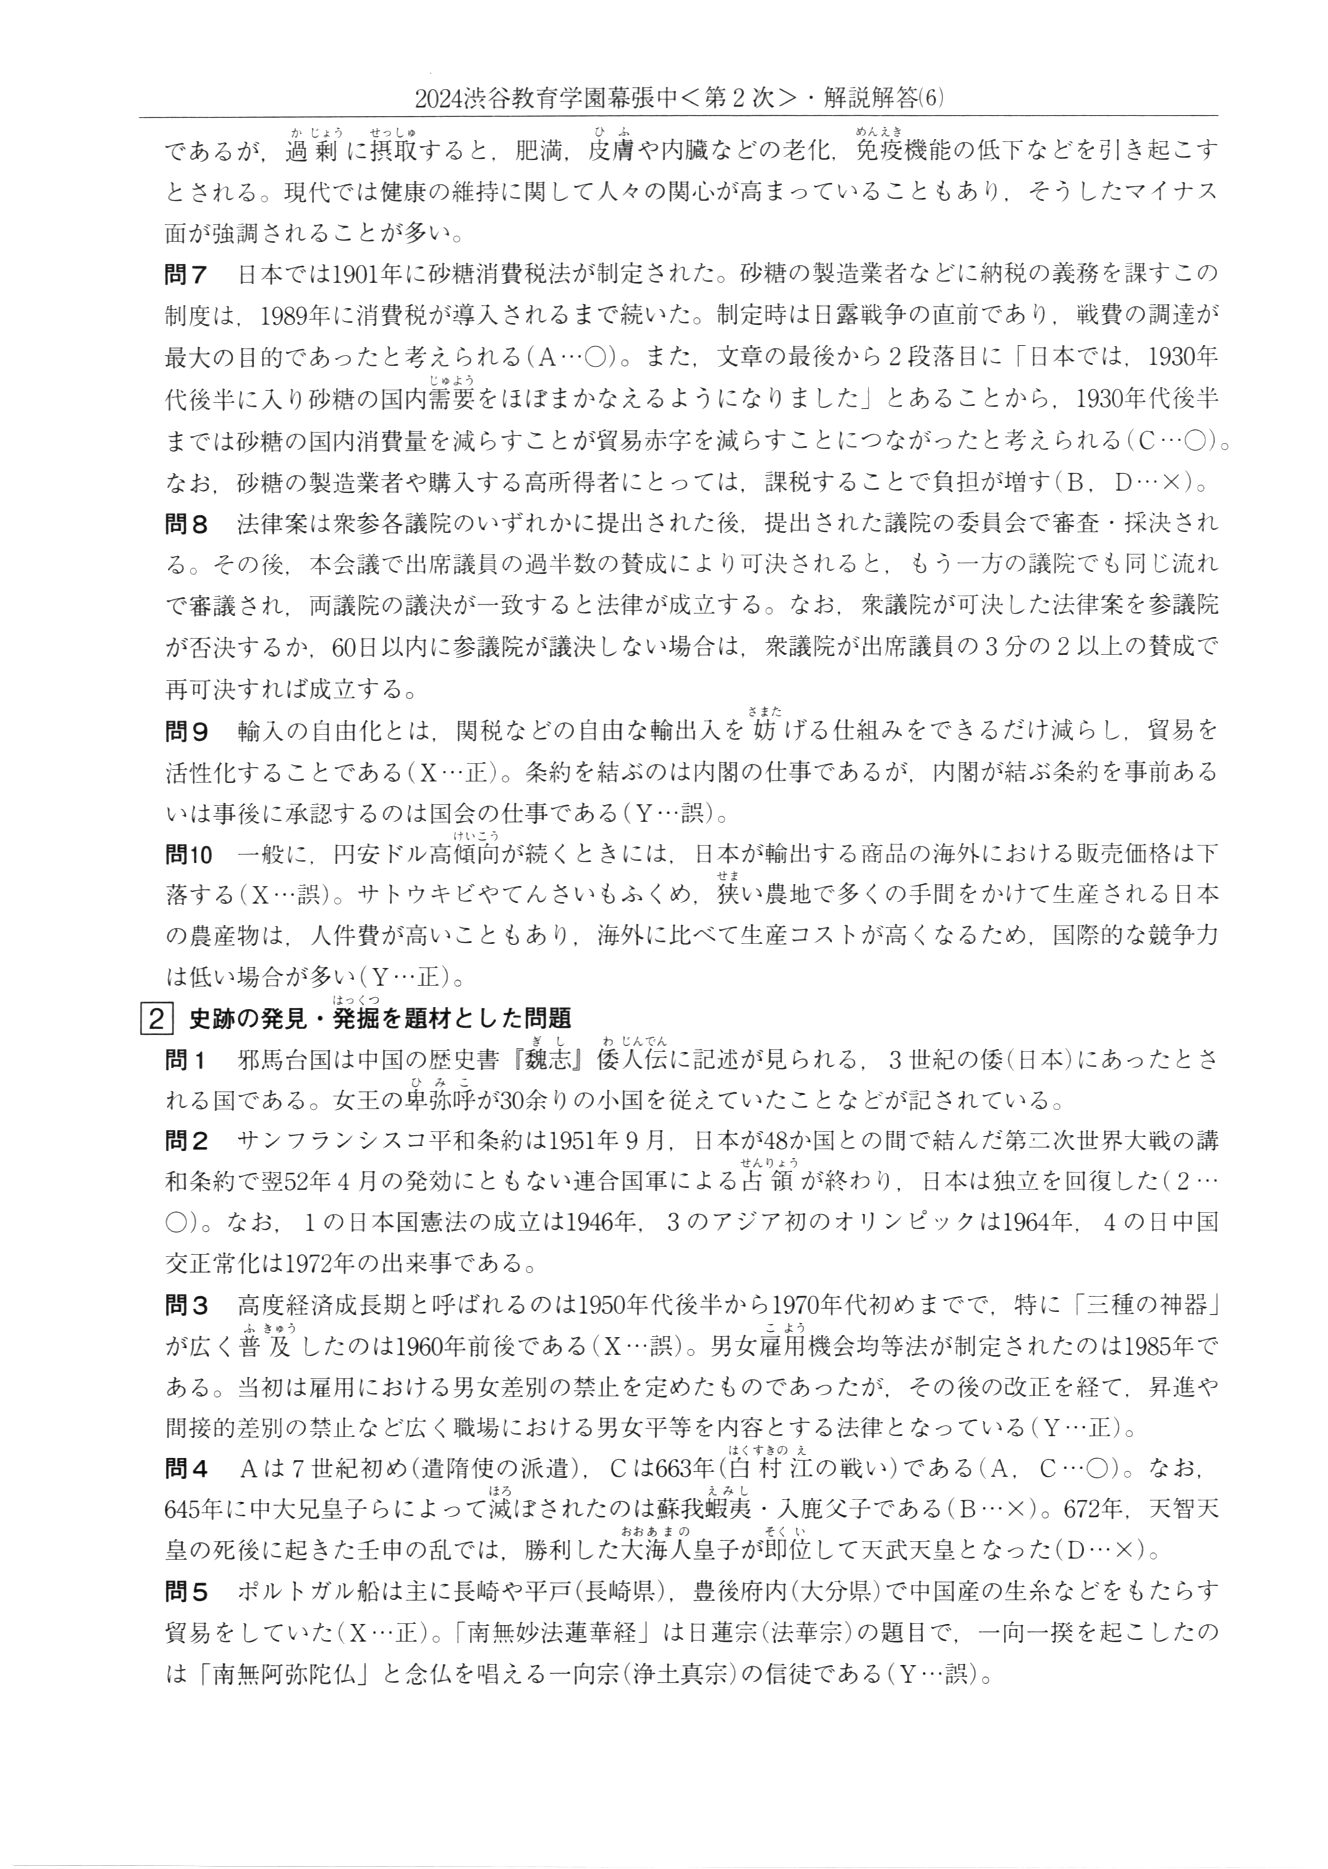 2024渋谷教育学園幕張中＜第２次＞・解説解答(6)
であるが，過剰に摂取すると，肥満，皮膚や内臓などの老化，免疫機能の低下などを引き起こす
とされる。現代では健康の維持に関して人々の関心が高まっていることもあり，そうしたマイナス
面が強調されることが多い。
問７　日本では1901年に砂糖消費税法が制定された。砂糖の製造業者などに納税の義務を課すこの
制度は，1989年に消費税が導入されるまで続いた。制定時は日露戦争の直前であり，戦費の調達が
最大の目的であったと考えられる(Ａ…○)。また，文章の最後から２段落目に「日本では，1930年
代後半に入り砂糖の国内需要をほぼまかなえるようになりました」とあることから，1930年代後半
までは砂糖の国内消費量を減らすことが貿易赤字を減らすことにつながったと考えられる(Ｃ…○)。
なお，砂糖の製造業者や購入する高所得者にとっては，課税することで負担が増す(Ｂ，Ｄ…×)。
問８　法律案は衆参各議院のいずれかに提出された後，提出された議院の委員会で審査・採決され
る。その後，本会議で出席議員の過半数の賛成により可決されると，もう一方の議院でも同じ流れ
で審議され，両議院の議決が一致すると法律が成立する。なお，衆議院が可決した法律案を参議院
が否決するか，60日以内に参議院が議決しない場合は，衆議院が出席議員の３分の２以上の賛成で
再可決すれば成立する。
問９　輸入の自由化とは，関税などの自由な輸出入を妨げる仕組みをできるだけ減らし，貿易を
活性化することである(Ｘ…正)。条約を結ぶのは内閣の仕事であるが，内閣が結ぶ条約を事前ある
いは事後に承認するのは国会の仕事である(Ｙ…誤)。
問10　一般に，円安ドル高傾向が続くときには，日本が輸出する商品の海外における販売価格は下
落する(Ｘ…誤)。サトウキビやてんさいもふくめ，狭い農地で多くの手間をかけて生産される日本
の農産物は，人件費が高いこともあり，海外に比べて生産コストが高くなるため，国際的な競争力
は低い場合が多い(Ｙ…正)。
２　史跡の発見・発掘を題材とした問題
問１　邪馬台国は中国の歴史書『魏志』倭人伝に記述が見られる，３世紀の倭(日本)にあったとさ
れる国である。女王の卑弥呼が30余りの小国を従えていたことなどが記されている。
問２　サンフランシスコ平和条約は1951年９月，日本が48か国との間で結んだ第二次世界大戦の講
和条約で翌52年４月の発効にともない連合国軍による占領が終わり，日本は独立を回復した(２…
○)。なお，１の日本国憲法の成立は1946年，３のアジア初のオリンピックは1964年，４の日中国
交正常化は1972年の出来事である。
問３　高度経済成長期と呼ばれるのは1950年代後半から1970年代初めまでで，特に「三種の神器」
が広く普及したのは1960年前後である(Ｘ…誤)。男女雇用機会均等法が制定されたのは1985年で
ある。当初は雇用における男女差別の禁止を定めたものであったが，その後の改正を経て，昇進や
間接的差別の禁止など広く職場における男女平等を内容とする法律となっている(Ｙ…正)。
問４　Ａは７世紀初め(遣隋使の派遣)，Ｃは663年(白村江の戦い)である(Ａ，Ｃ…○)。なお，
645年に中大兄皇子らによって滅ぼされたのは蘇我蝦夷・入鹿父子である(Ｂ…×)。672年，天智天
皇の死後に起きた壬申の乱では，勝利した大海人皇子が即位して天武天皇となった(Ｄ…×)。
問５　ポルトガル船は主に長崎や平戸(長崎県)，豊後府内(大分県)で中国産の生糸などをもたらす
貿易をしていた(Ｘ…正)。「南無妙法蓮華経」は日蓮宗(法華宗)の題目で，一向一揆を起こしたの
は「南無阿弥陀仏」と念仏を唱える一向宗(浄土真宗)の信徒である(Ｙ…誤)。